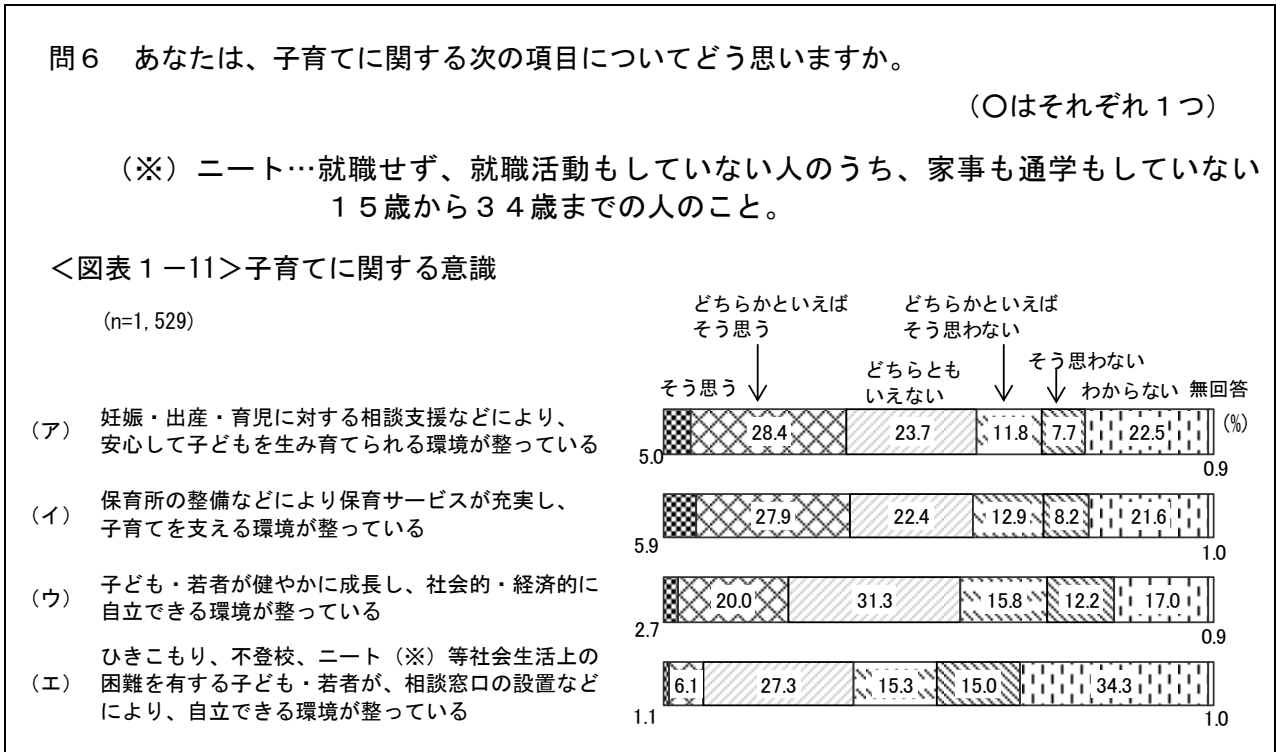 問６　あなたは、子育てに関する次の項目についてどう思いますか。
（〇はそれぞれ１つ）
（※）ニート…就職せず、就職活動もしていない人のうち、家事も通学もしていない
１５歳から３４歳までの人のこと。
＜図表１－11＞子育てに関する意識
(n=1,529)
どちらかといえば
そう思う
どちらかといえば
そう思わない
そう思う
どちらとも
いえない
そう思わない
わからない
無回答
(%)
（ア）　妊娠・出産・育児に対する相談支援などにより、
安心して子どもを生み育てられる環境が整っている
5.0 28.4 23.7 11.8 7.7 22.5 0.9
（イ）　保育所の整備などにより保育サービスが充実し、
子育てを支える環境が整っている
5.9 27.9 22.4 12.9 8.2 21.6 1.0
（ウ）　子ども・若者が健やかに成長し、社会的・経済的に
自立できる環境が整っている
2.7 20.0 31.3 15.8 12.2 17.0 0.9
（エ）　ひきこもり、不登校、ニート（※）等社会生活上の
困難を有する子ども・若者が、相談窓口の設置など
により、自立できる環境が整っている
1.1 6.1 27.3 15.3 15.0 34.3 1.0